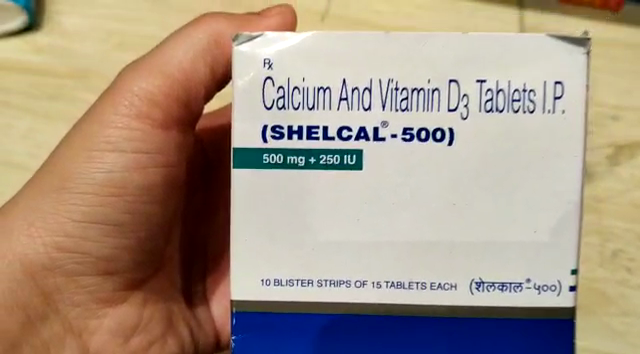 Rx
Calcium And Vitamin D3 Tablets I.P.
(SHELCAL®-500)
500 mg + 250 IU
10 BLISTER STRIPS OF 15 TABLETS EACH (शेलकाल®-५००)